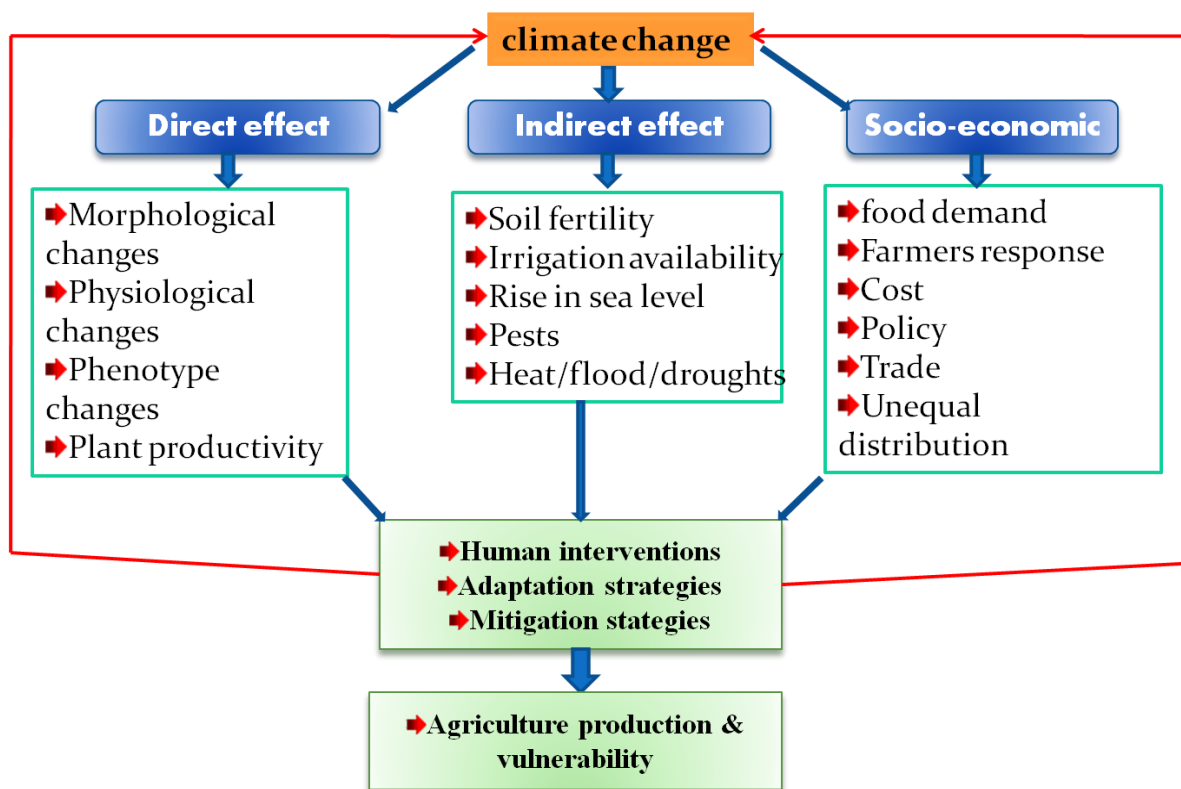 climate change
Direct effect
Indirect effect
Socio-economic
Morphological
changes
Physiological
changes
Phenotype
changes
Plant productivity
Soil fertility
Irrigation availability
Rise in sea level
Pests
Heat/flood/droughts
food demand
Farmers response
Cost
Policy
Trade
Unequal
distribution
Human interventions
Adaptation strategies
Mitigation stategies
Agriculture production &
vulnerability